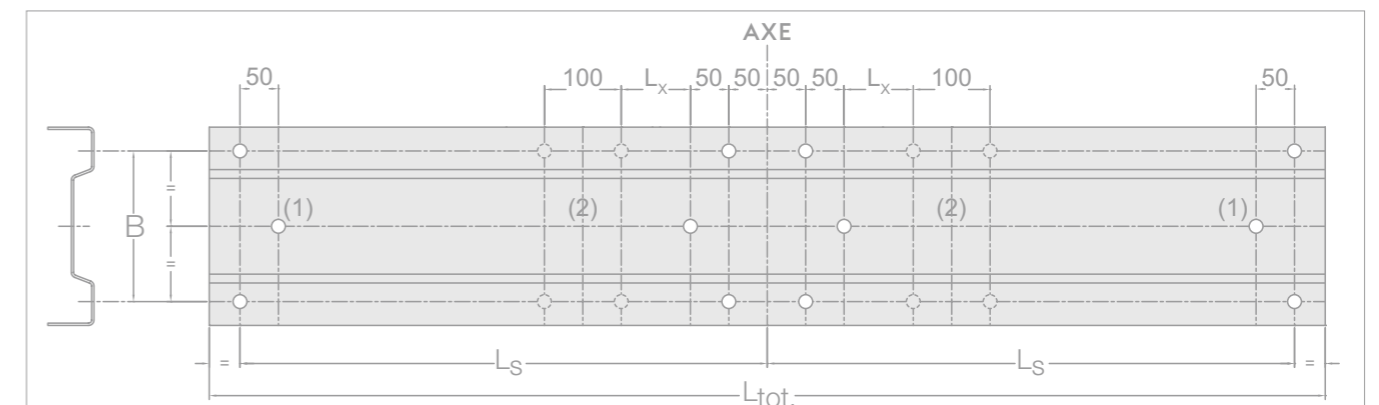 AXE
50 100 Lx 50 50 50 50 Lx 100 50
=
(1) (2) (2) (1)
B
=
= LS LS =
Ltot.